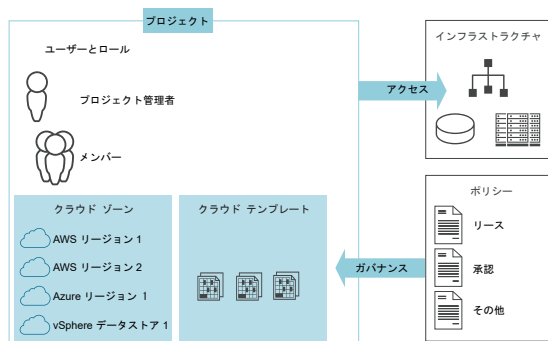 プロジェクト
ユーザーとロール
プロジェクト管理者
メンバー
クラウド ゾーン
AWS リージョン 1
AWS リージョン 2
Azure リージョン 1
vSphere データストア 1
クラウド テンプレート
アクセス
ガバナンス
インフラストラクチャ
ポリシー
リース
承認
その他